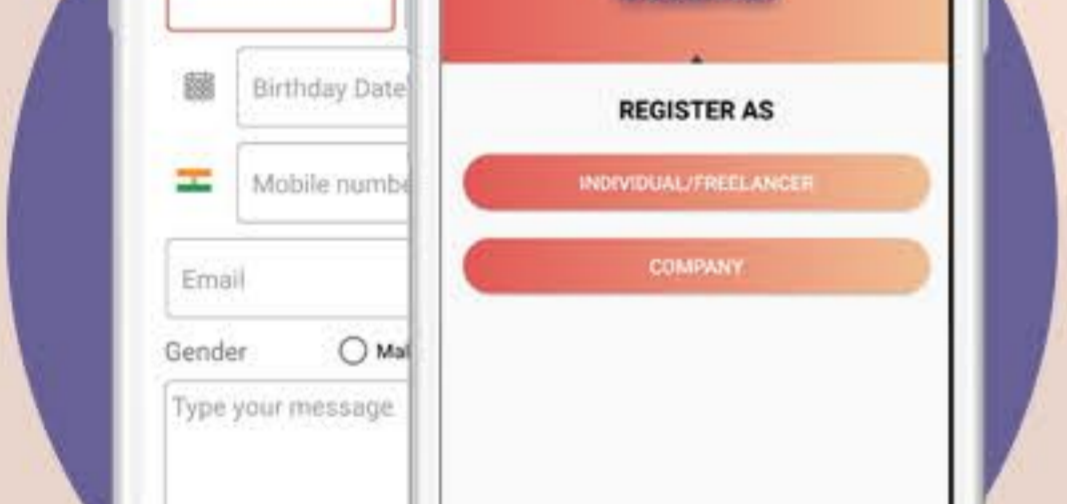 Birthday Date
Mobile numbe
Email
Gender
Mal
Type your message
REGISTER AS
INDIVIDUAL/FREELANCER
COMPANY